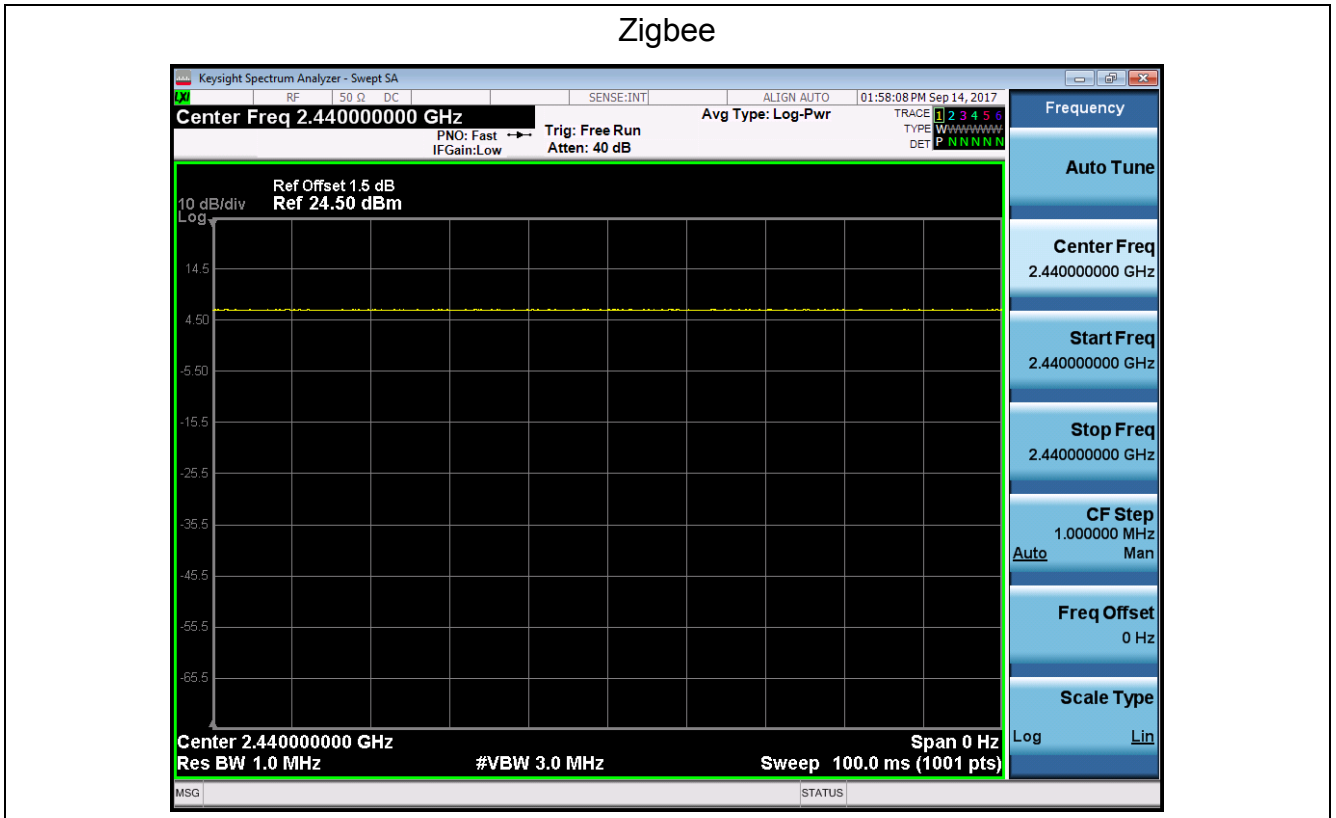 Zigbee
Keysight Spectrum Analyzer - Swept SA
LXI RF 50 Ω DC SENSE:INT ALIGN AUTO 01:58:08 PM Sep 14, 2017
Center Freq 2.440000000 GHz
PNO: Fast
IFGain:Low
Trig: Free Run
Atten: 40 dB
Avg Type: Log-Pwr
TRACE 1 2 3 4 5 6
TYPE WWWWWW
DET P N N N N N
Ref Offset 1.5 dB
10 dB/div Ref 24.50 dBm
Log
14.5
4.50
-5.50
-15.5
-25.5
-35.5
-45.5
-55.5
-65.5
Center 2.440000000 GHz Span 0 Hz
Res BW 1.0 MHz #VBW 3.0 MHz Sweep 100.0 ms (1001 pts)
MSG STATUS
Frequency
Auto Tune
Center Freq
2.440000000 GHz
Start Freq
2.440000000 GHz
Stop Freq
2.440000000 GHz
CF Step
1.000000 MHz
Auto Man
Freq Offset
0 Hz
Scale Type
Log Lin